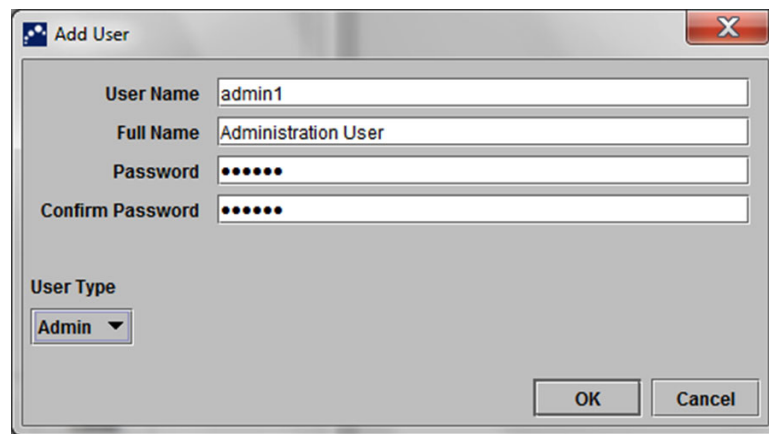 Add User
User Name admin1
Full Name Administration User
Password ••••••
Confirm Password ••••••
User Type
Admin
OK Cancel